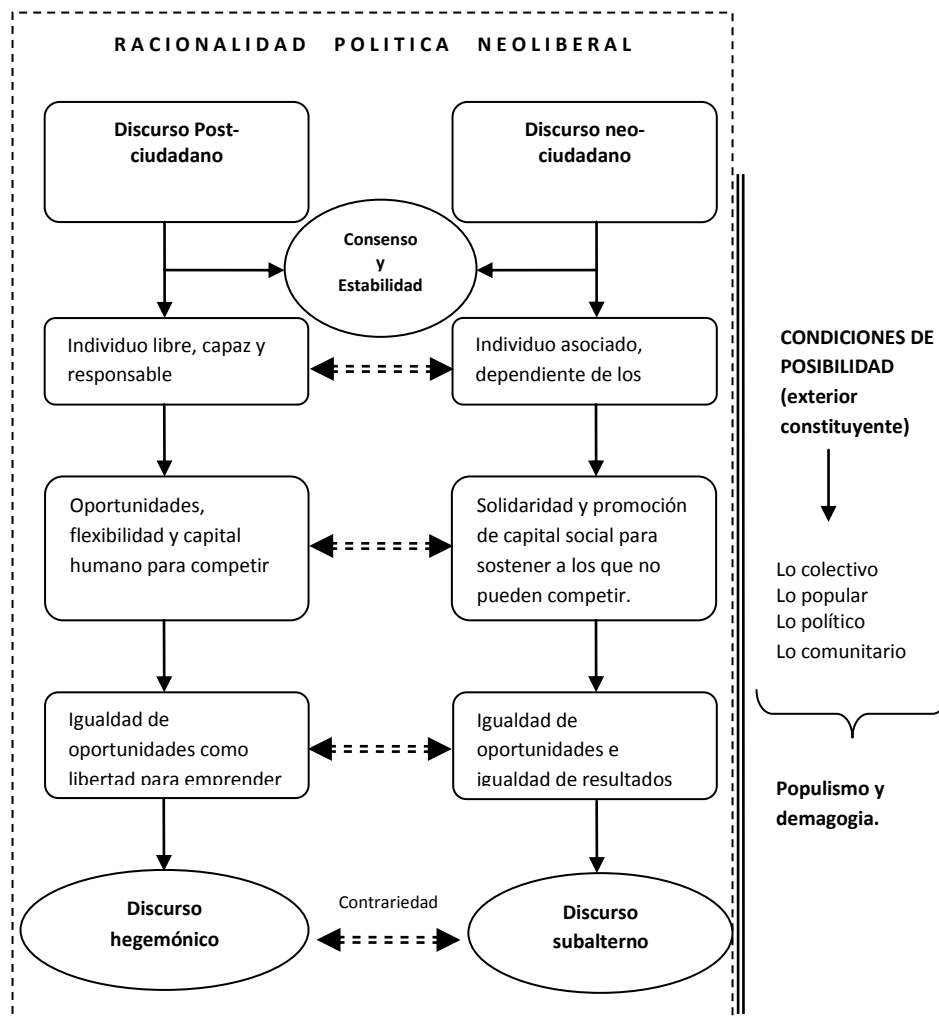 RACIONALIDAD POLITICA NEOLIBERAL
Discurso Post-
ciudadano
Discurso neo-
ciudadano
Consenso
y
Estabilidad
Individuo libre, capaz y
responsable
Individuo asociado,
dependiente de los
Oportunidades,
flexibilidad y capital
humano para competir
Solidaridad y promoción
de capital social para
sostener a los que no
pueden competir.
Igualdad de
oportunidades como
libertad para emprender
Igualdad de
oportunidades e
igualdad de resultados
Discurso
hegemónico
Contrariedad
Discurso
subalterno
CONDICIONES DE
POSIBILIDAD
(exterior
constituyente)
Lo colectivo
Lo popular
Lo político
Lo comunitario
Populismo y
demagogia.